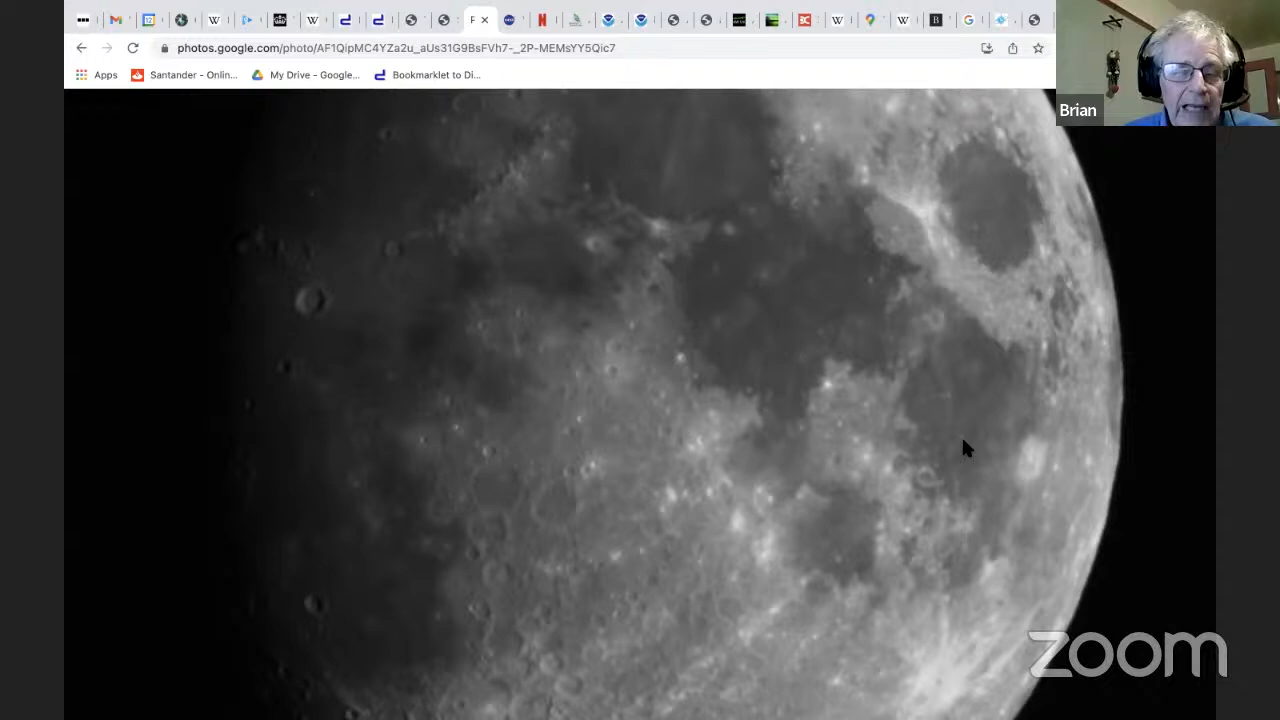 photos.google.com/photo/AF1QipMC4YZa2u_aUs31G9BsFVh7-_2P-MEMsYY5Qic7
Apps
Santander - Onlin...
My Drive - Google...
Bookmarklet to Di...
Brian
zoom